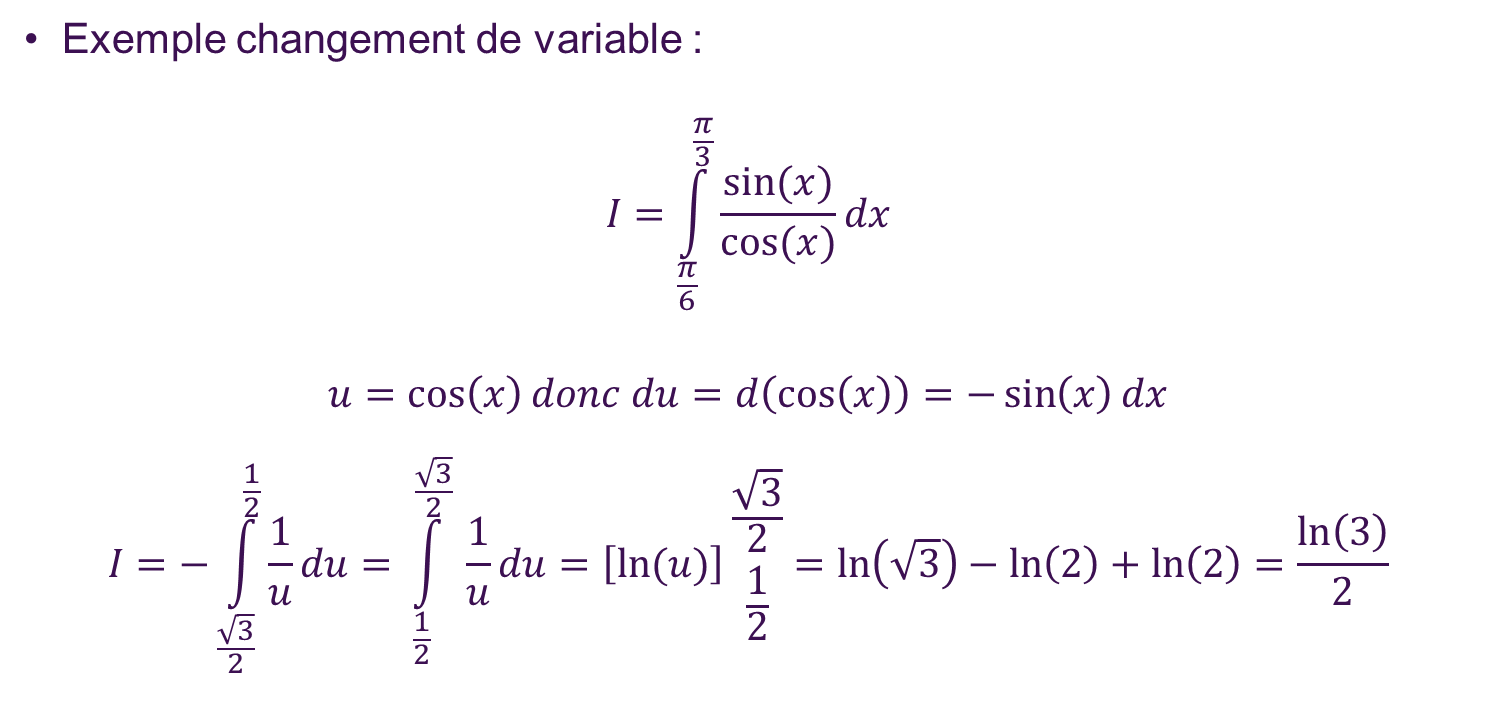 • Exemple changement de variable :
I = ∫_{π/6}^{π/3} sin(x)/cos(x) dx
u = cos(x) donc du = d(cos(x)) = − sin(x) dx
I = − ∫_{√3/2}^{1/2} 1/u du = ∫_{1/2}^{√3/2} 1/u du = [ln(u)]_{1/2}^{√3/2} = ln(√3) − ln(2) + ln(2) = ln(3)/2